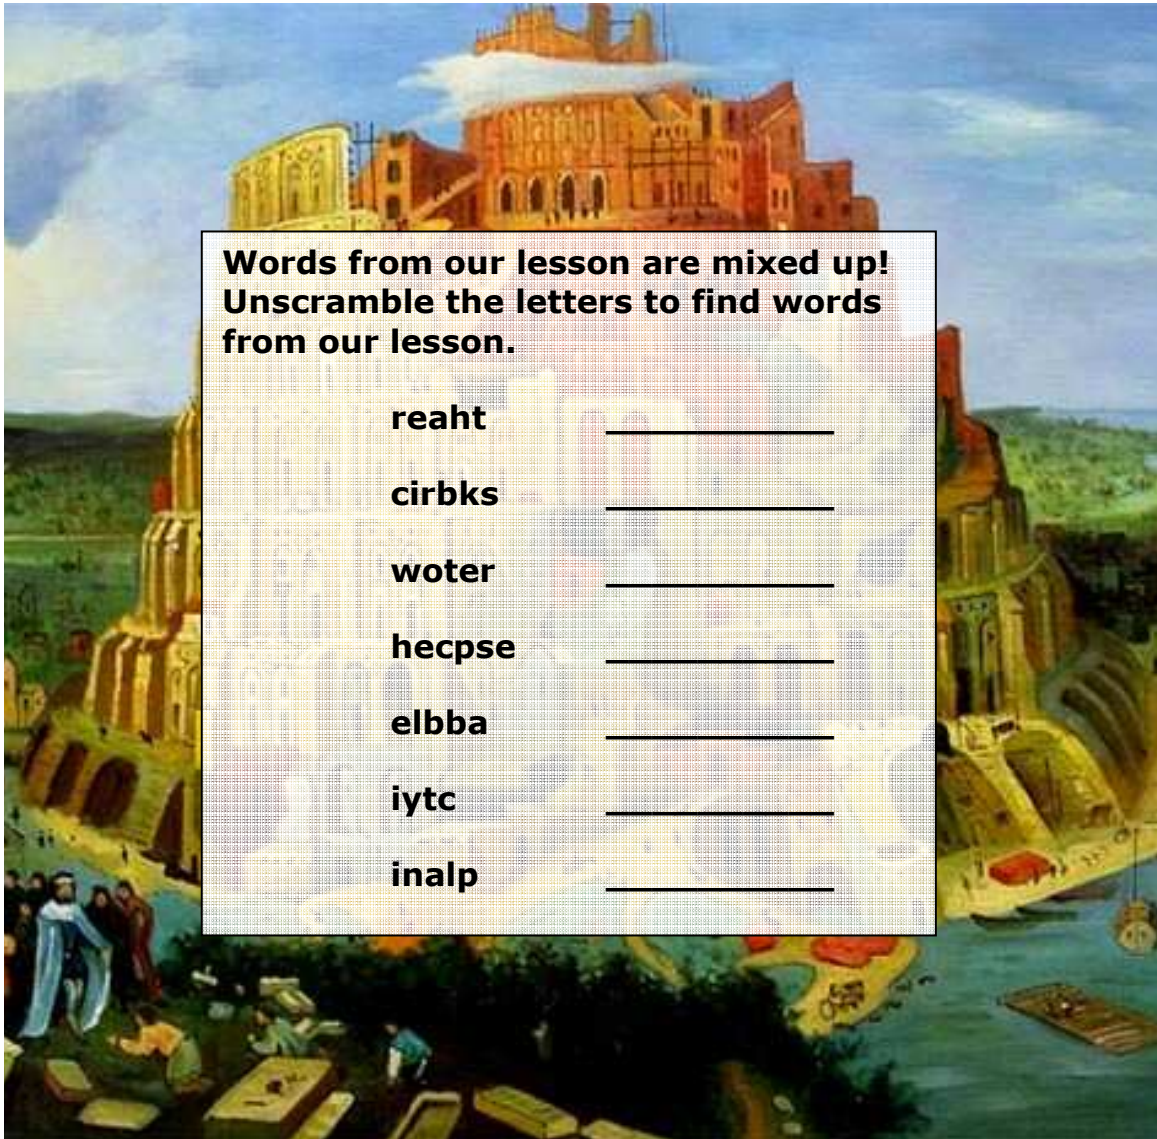 Words from our lesson are mixed up!
Unscramble the letters to find words
from our lesson.
reaht
cirbks
woter
hecpse
elbba
iytc
inalp